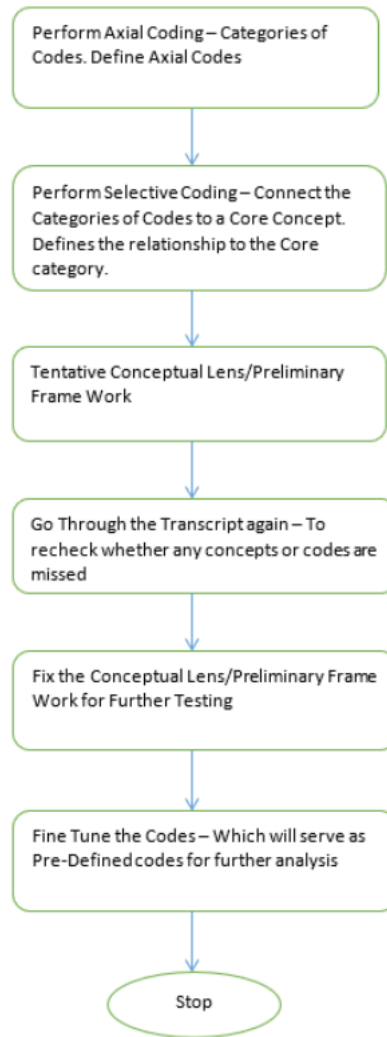 Perform Axial Coding – Categories of
Codes. Define Axial Codes
Perform Selective Coding – Connect the
Categories of Codes to a Core Concept.
Defines the relationship to the Core
category.
Tentative Conceptual Lens/Preliminary
Frame Work
Go Through the Transcript again – To
recheck whether any concepts or codes are
missed
Fix the Conceptual Lens/Preliminary Frame
Work for Further Testing
Fine Tune the Codes – Which will serve as
Pre-Defined codes for further analysis
Stop